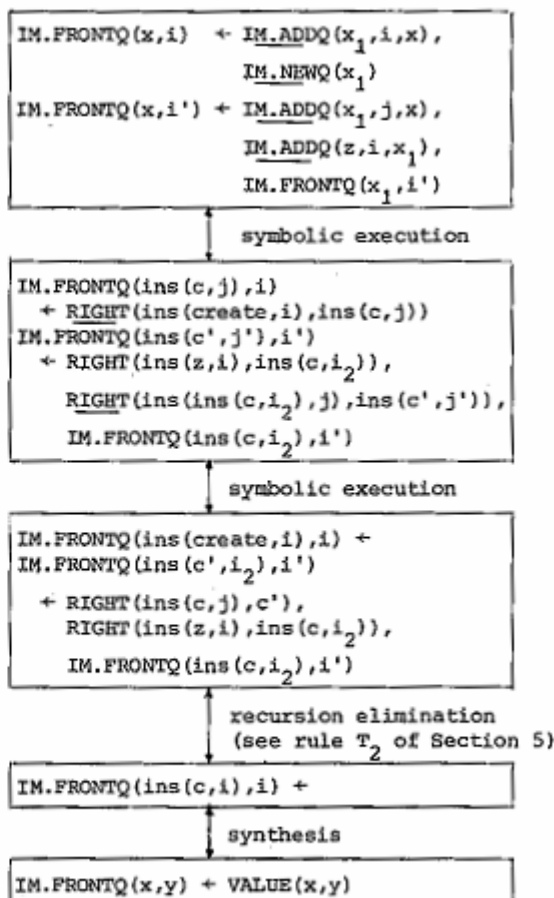 IM.FRONTQ(x,i) ← IM.ADDQ(x₁,i,x),
IM.NEWQ(x₁)
IM.FRONTQ(x,i') ← IM.ADDQ(x₁,j,x),
IM.ADDQ(z,i,x₁),
IM.FRONTQ(x₁,i')
symbolic execution
IM.FRONTQ(ins(c,j),i)
← RIGHT(ins(create,i),ins(c,j))
IM.FRONTQ(ins(c',j'),i')
← RIGHT(ins(z,i),ins(c,i₂)),
RIGHT(ins(ins(c,i₂),j),ins(c',j')),
IM.FRONTQ(ins(c,i₂),i')
symbolic execution
IM.FRONTQ(ins(create,i),i) ←
IM.FRONTQ(ins(c',i₂),i')
← RIGHT(ins(c,j),c'),
RIGHT(ins(z,i),ins(c,i₂)),
IM.FRONTQ(ins(c,i₂),i')
recursion elimination
(see rule T₂ of Section 5)
IM.FRONTQ(ins(c,i),i) ←
synthesis
IM.FRONTQ(x,y) ← VALUE(x,y)